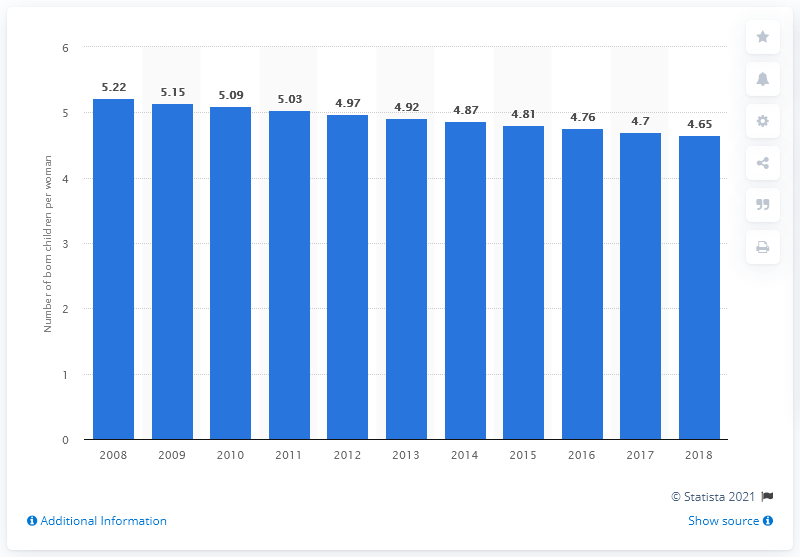 6
5
4
3
2
1
0
Number of born children per woman
5.22 5.15 5.09 5.03 4.97 4.92 4.87 4.81 4.76 4.7 4.65
2008 2009 2010 2011 2012 2013 2014 2015 2016 2017 2018
© Statista 2021
Additional Information Show source